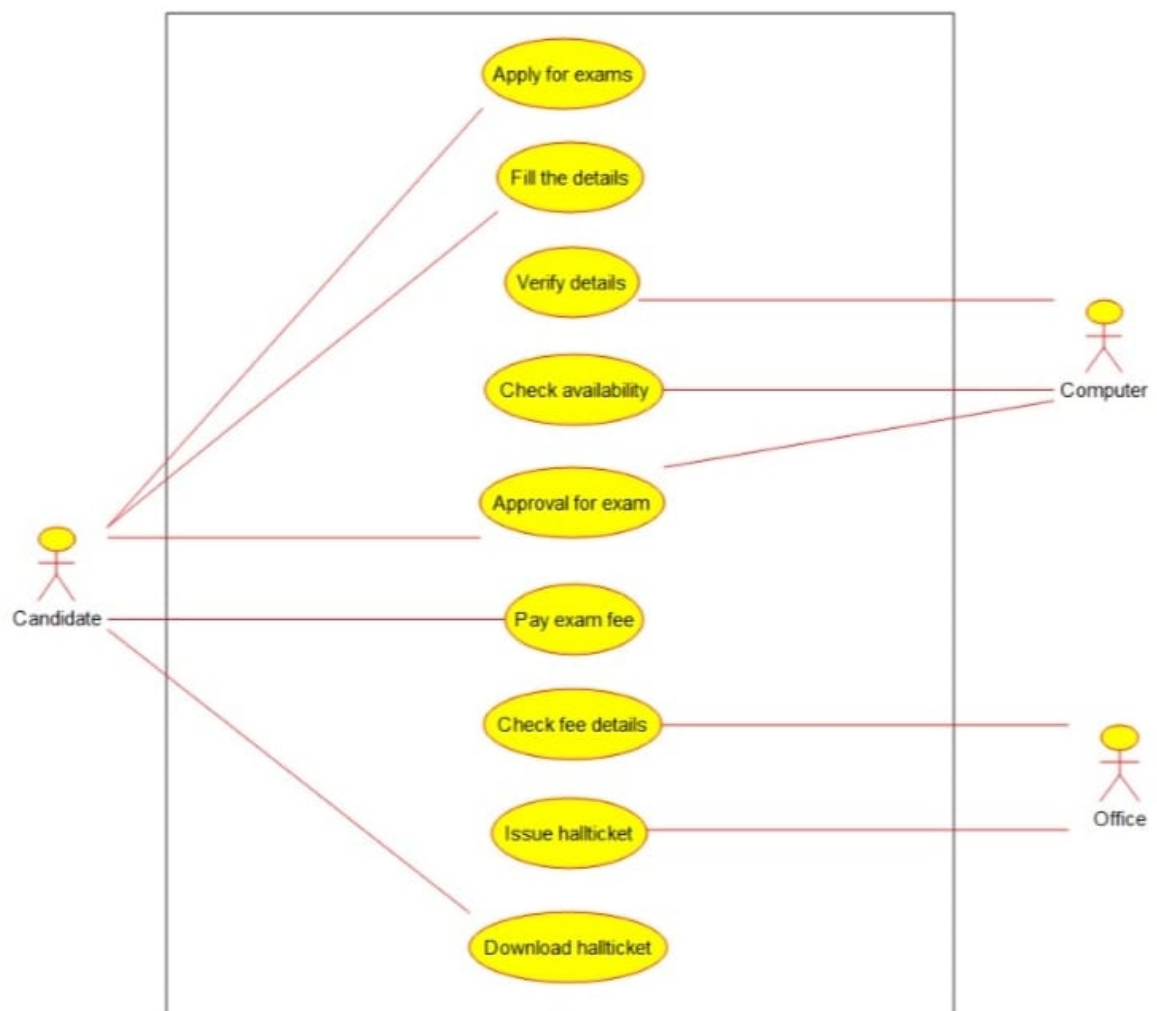 Apply for exams
Fill the details
Verify details
Check availability
Computer
Approval for exam
Candidate
Pay exam fee
Check fee details
Office
Issue hallticket
Download hallticket